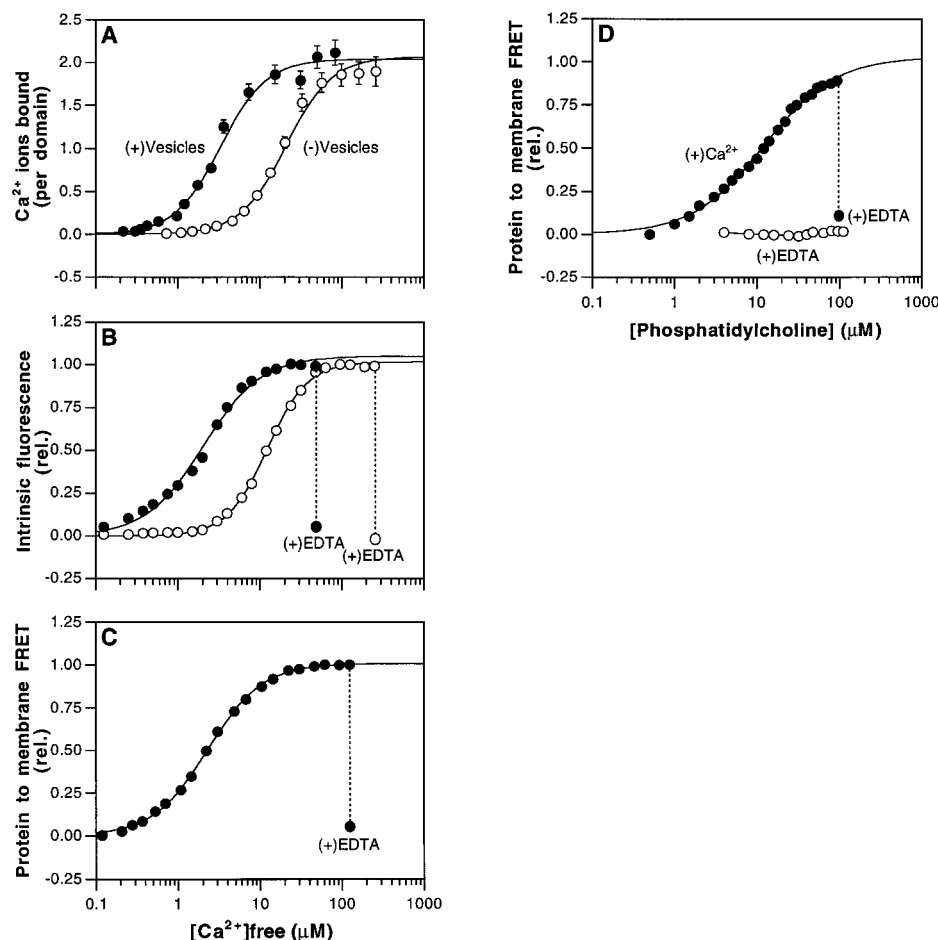 A
Ca²⁺ ions bound
(per domain)
2.5
2.0
1.5
1.0
0.5
0.0
-0.5
(+)Vesicles
(-)Vesicles
B
Intrinsic fluorescence
(rel.)
1.25
1.00
0.75
0.50
0.25
0.00
-0.25
(+)EDTA
(+)EDTA
C
Protein to membrane FRET
(rel.)
1.25
1.00
0.75
0.50
0.25
0.00
-0.25
(+)EDTA
0.1 1 10 100 1000
[Ca²⁺]free (μM)
D
Protein to membrane FRET
(rel.)
1.25
1.00
0.75
0.50
0.25
0.00
-0.25
(+)Ca²⁺
(+)EDTA
(+)EDTA
0.1 1 10 100 1000
[Phosphatidylcholine] (μM)